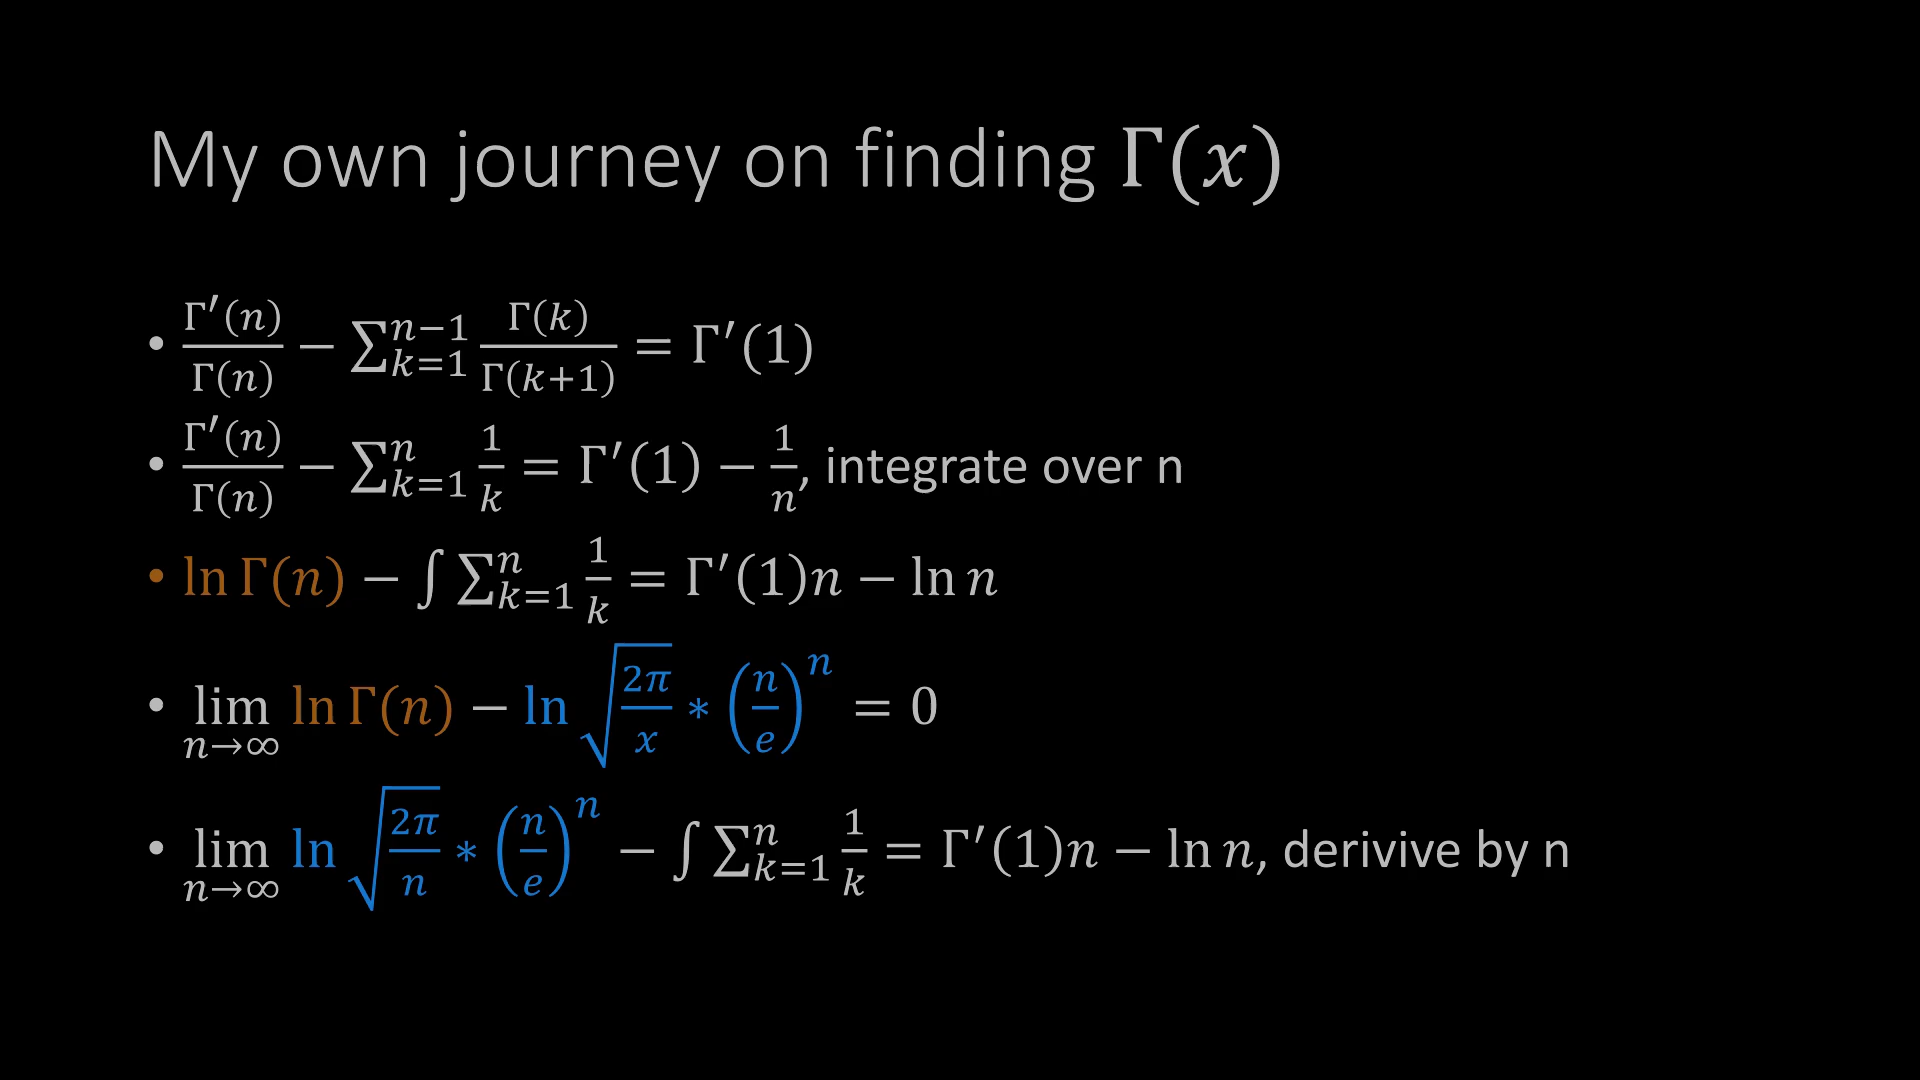 My own journey on finding Γ(x)
• Γ′(n)/Γ(n) − ∑_{k=1}^{n−1} Γ(k)/Γ(k+1) = Γ′(1)
• Γ′(n)/Γ(n) − ∑_{k=1}^{n} 1/k = Γ′(1) − 1/n, integrate over n
• ln Γ(n) − ∫ ∑_{k=1}^{n} 1/k = Γ′(1)n − ln n
• lim_{n→∞} ln Γ(n) − ln √(2π/x) * (n/e)^n = 0
• lim_{n→∞} ln √(2π/n) * (n/e)^n − ∫ ∑_{k=1}^{n} 1/k = Γ′(1)n − ln n, derivive by n